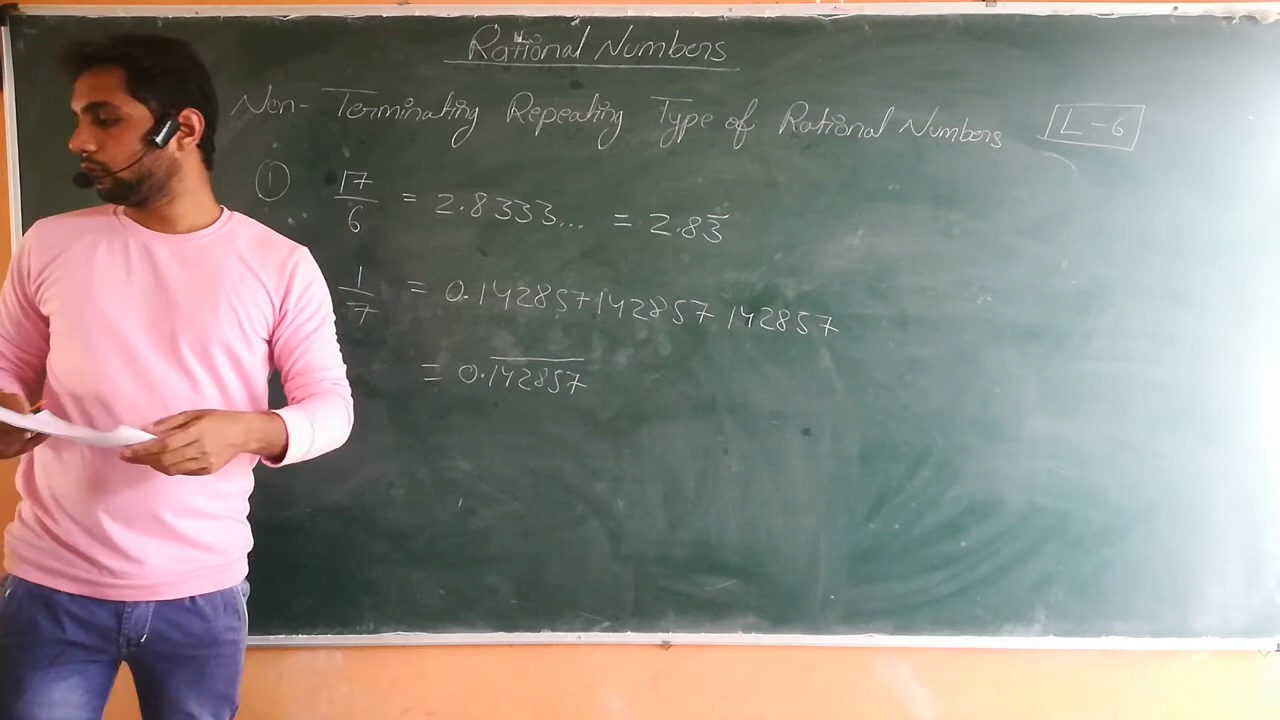 Rational Numbers
Non-Terminating Repeating Type of Rational Numbers L-6
① 17/6 = 2.8333... = 2.83̅
1/7 = 0.142857142857142857
= 0.1̅4̅2̅8̅5̅7̅